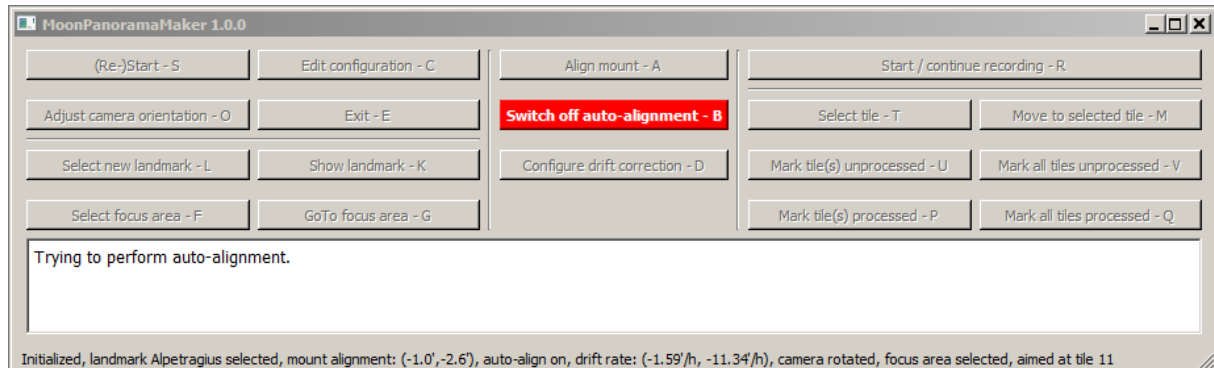 MoonPanoramaMaker 1.0.0
(Re-)Start - S
Edit configuration - C
Align mount - A
Start / continue recording - R
Adjust camera orientation - O
Exit - E
Switch off auto-alignment - B
Select tile - T
Move to selected tile - M
Select new landmark - L
Show landmark - K
Configure drift correction - D
Mark tile(s) unprocessed - U
Mark all tiles unprocessed - V
Select focus area - F
GoTo focus area - G
Mark tile(s) processed - P
Mark all tiles processed - Q
Trying to perform auto-alignment.
Initialized, landmark Alpetragius selected, mount alignment: (-1.0',-2.6'), auto-align on, drift rate: (-1.59'/h, -11.34'/h), camera rotated, focus area selected, aimed at tile 11